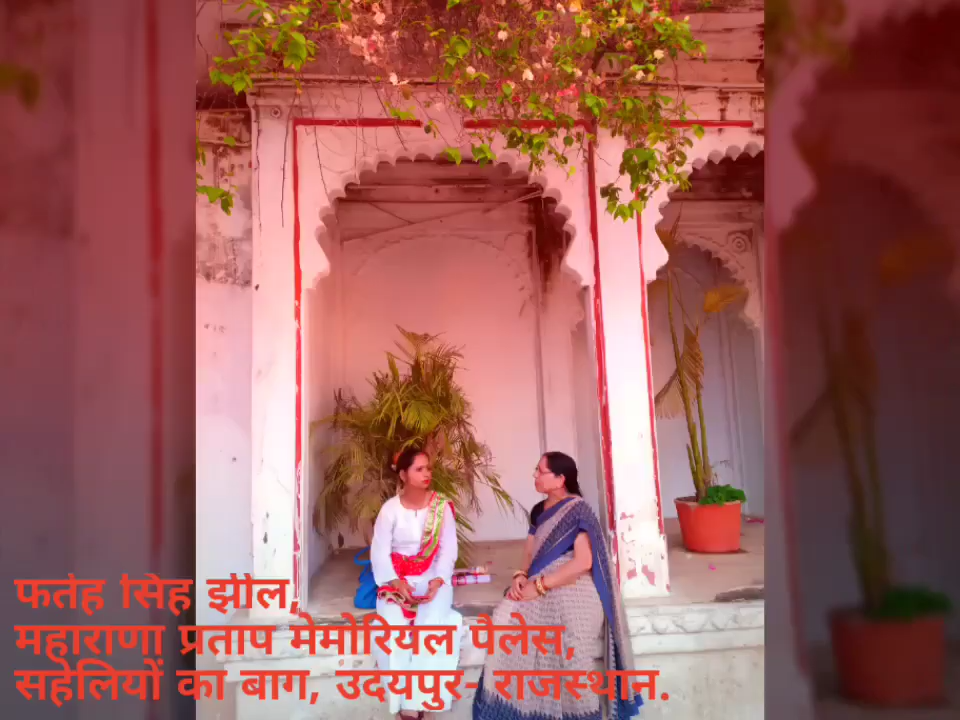 फतेह सिंह झील,
महाराणा प्रताप मेमोरियल पैलेस,
सहेलियों का बाग, उदयपुर- राजस्थान.